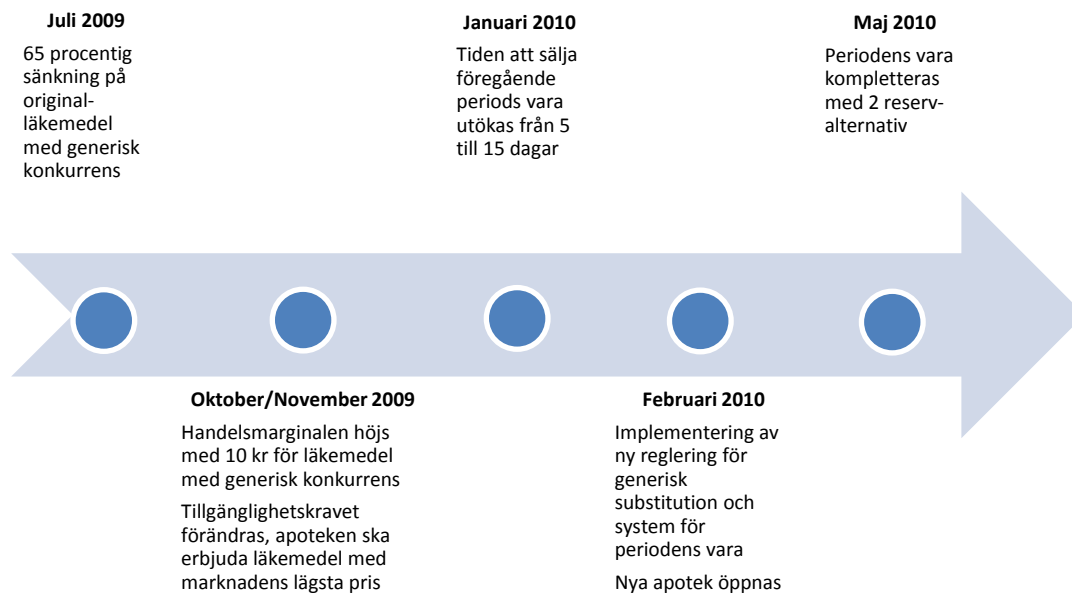 Juli 2009
65 procentig
sänkning på
original-
läkemedel
med generisk
konkurrens
Oktober/November 2009
Handelsmarginalen höjs
med 10 kr för läkemedel
med generisk konkurrens
Tillgänglighetskravet
förändras, apoteken ska
erbjuda läkemedel med
marknadens lägsta pris
Januari 2010
Tiden att sälja
föregående
periods vara
utökas från 5
till 15 dagar
Februari 2010
Implementering av
ny reglering för
generisk
substitution och
system för
periodens vara
Nya apotek öppnas
Maj 2010
Periodens vara
kompletteras
med 2 reserv-
alternativ